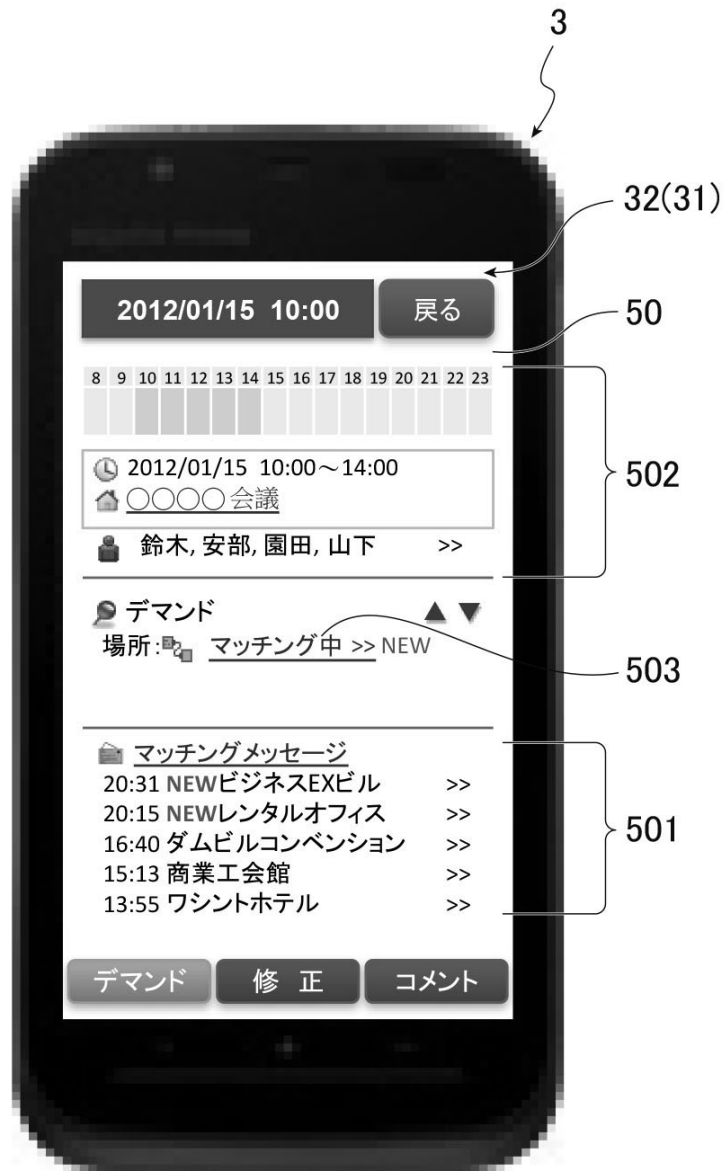 3
32(31)
2012/01/15 10:00
戻る
50
8 9 10 11 12 13 14 15 16 17 18 19 20 21 22 23
2012/01/15 10:00～14:00
〇〇〇〇会議
502
鈴木, 安部, 園田, 山下 >>
デマンド ▲ ▼
場所: マッチング中 >> NEW
503
マッチングメッセージ
20:31 NEWビジネスEXビル >>
20:15 NEWレンタルオフィス >>
16:40 ダムビルコンベンション >>
501
15:13 商業工会館 >>
13:55 ワシントホテル >>
デマンド
修 正
コメント